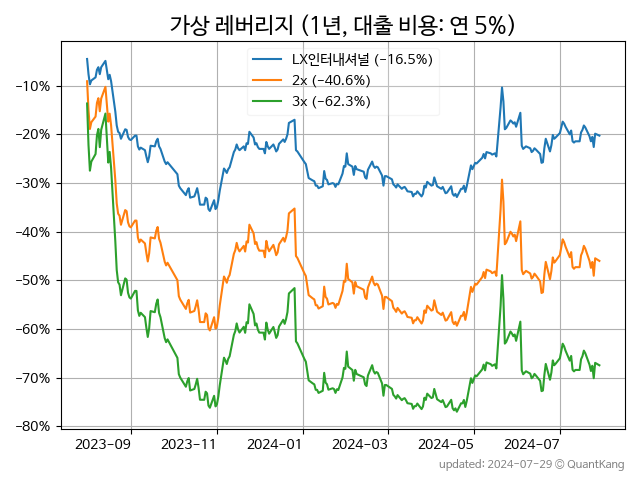 가상 레버리지 (1년, 대출 비용: 연 5%)
LX인터내셔널 (−16.5%)
2x (−40.6%)
3x (−62.3%)
−10%
−20%
−30%
−40%
−50%
−60%
−70%
−80%
2023-09 2023-11 2024-01 2024-03 2024-05 2024-07
updated: 2024-07-29 ⓒ QuantKang